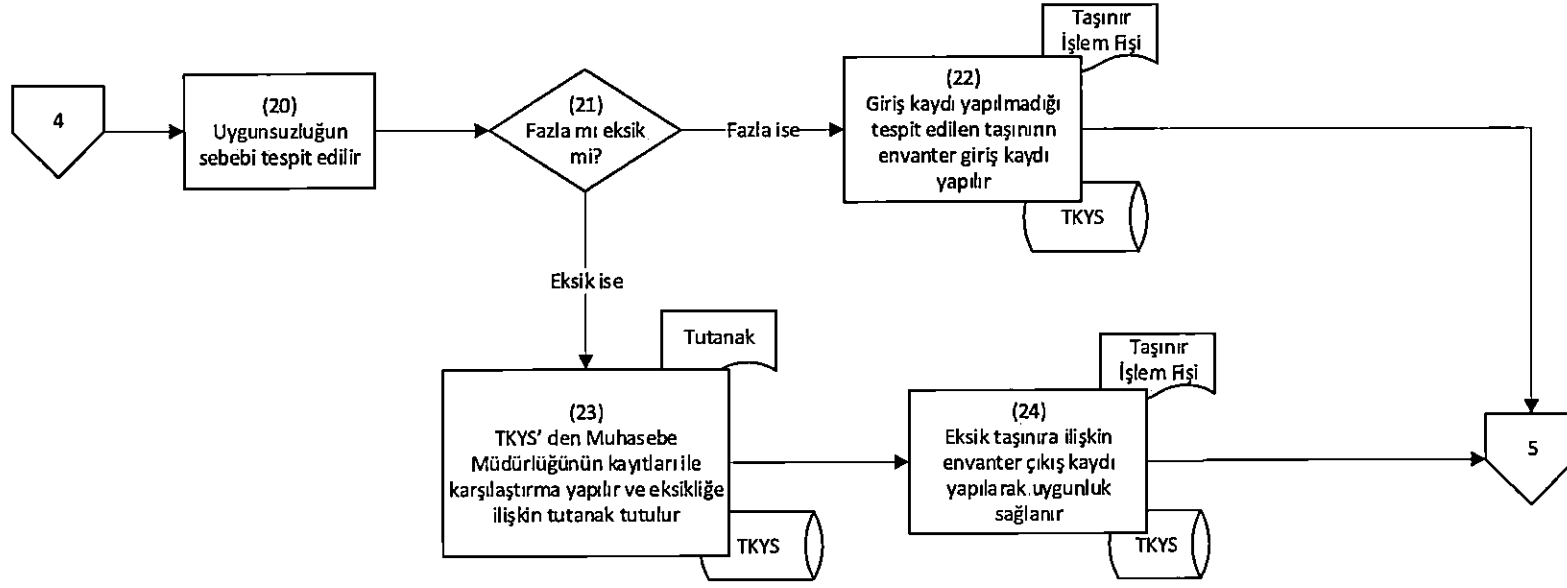 4
(20)
Uygunsuzluğun
sebebi tespit edilir
(21)
Fazla mı eksik
mi?
Fazla ise
Taşınır
İşlem Fişi
(22)
Giriş kaydı yapılmadığı
tespit edilen taşınırın
envanter giriş kaydı
yapılır
TKYS
Eksik ise
Tutanak
(23)
TKYS' den Muhasebe
Müdürlüğünün kayıtları ile
karşılaştırma yapılır ve eksikliğe
ilişkin tutanak tutulur
TKYS
Taşınır
İşlem Fişi
(24)
Eksik taşınıra ilişkin
envanter çıkış kaydı
yapılarak uygunluk
sağlanır
TKYS
5